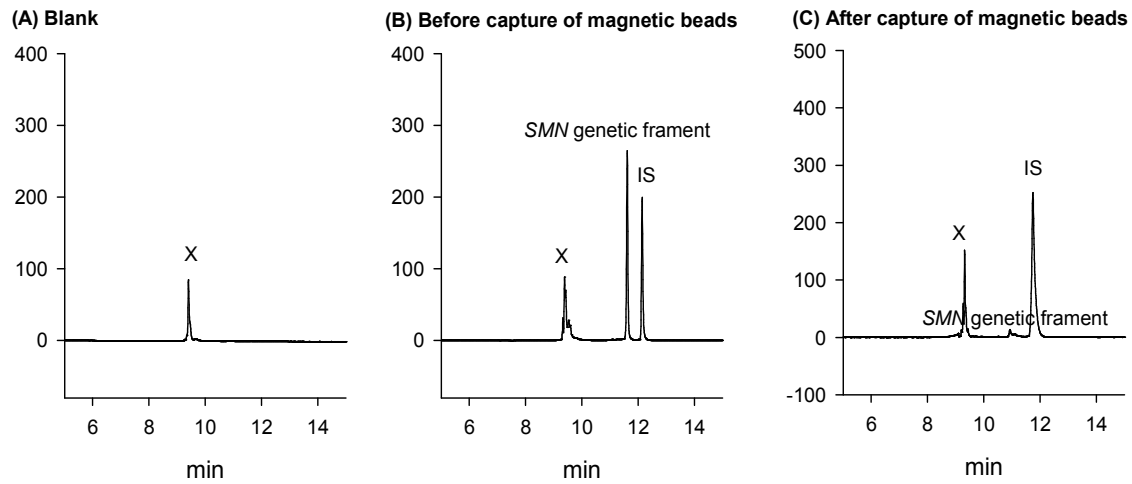 (A) Blank
400
300
200
100
0
X
6 8 10 12 14
min
(B) Before capture of magnetic beads
400
300
200
100
0
SMN genetic frament
IS
X
6 8 10 12 14
min
(C) After capture of magnetic beads
500
400
300
200
100
0
-100
IS
X
SMN genetic frament
6 8 10 12 14
min